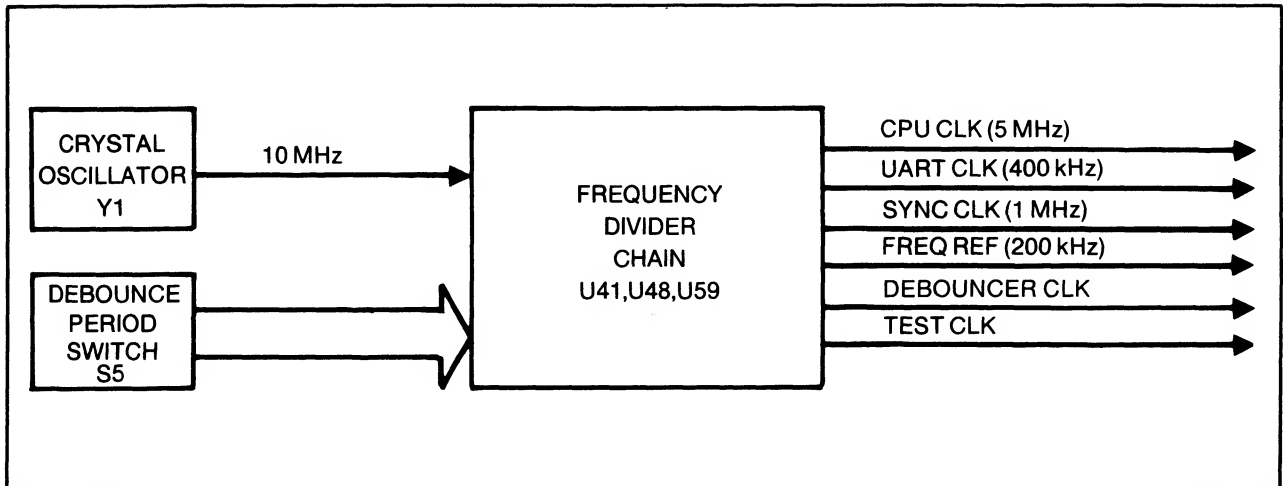 CRYSTAL
OSCILLATOR
Y1
10 MHz
DEBOUNCE
PERIOD
SWITCH
S5
FREQUENCY
DIVIDER
CHAIN
U41,U48,U59
CPU CLK (5 MHz)
UART CLK (400 kHz)
SYNC CLK (1 MHz)
FREQ REF (200 kHz)
DEBOUNCER CLK
TEST CLK